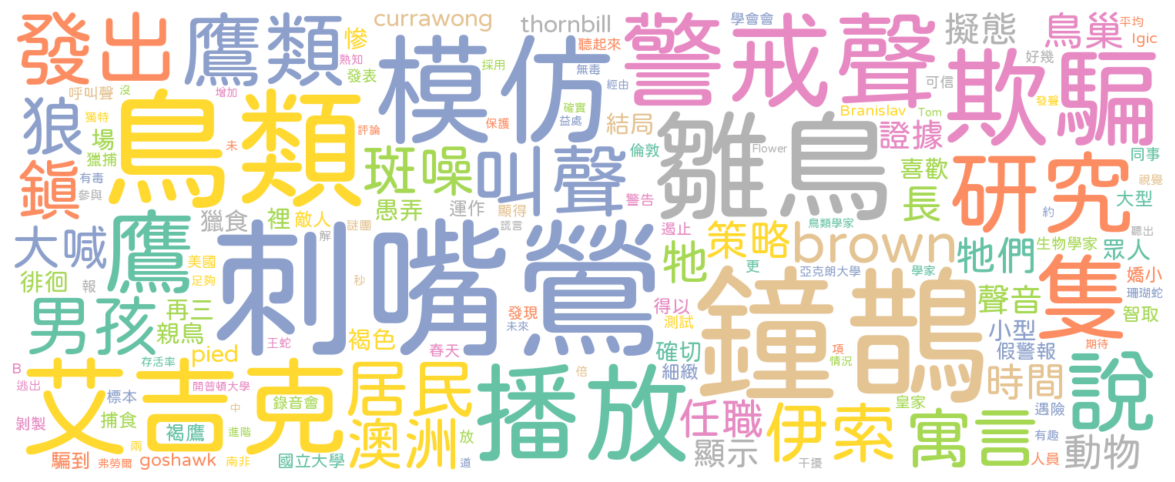 發出
鷹類
慘
熟知
currawong
thornbill
聽起來
無毒
警戒聲
學會會
擬態
好幾
鳥巢
平均
Igic
模仿
採用
經由
發表
呼叫聲
沒
增加
狼
獨特
場
獵捕
鳥類
評論
保護
確實
益處
結局
可信
Branislav
Tom
發聲
欺騙
證據
斑噪
叫聲
倫敦
雛鳥
Flower
未
喜歡
同事
視覺
研究
有毒
參與
鎮
愚弄
警告
長
大型
約
獵食
裡
敵人
運作
顯得
謊言
謎團
解
遏止
鳥類學家
聽出
大喊
鷹
策略
brown
牠們
生物學家
眾人
美國
足夠
徘徊
報
刺嘴鶯
秒
牠
更
亞克朗大學
學家
隻
嬌小
珊瑚蛇
鐘鵲
聲音
智取
男孩
再三
親鳥
發現
未來
得以
測試
小型
王蛇
褐色
春天
確切
細緻
項
情況
假警報
期待
pied
存活率
B
逃出
艾吉克
開普頓大學
標本
錄音會
居民
播放
倍
時間
說
皇家
遇險
剝製
捕食
中
任職
伊索
寓言
褐鷹
進階
澳洲
放
兩
有趣
騙到
弗勞爾
goshawk
南非
國立大學
道
顯示
干擾
人員
動物